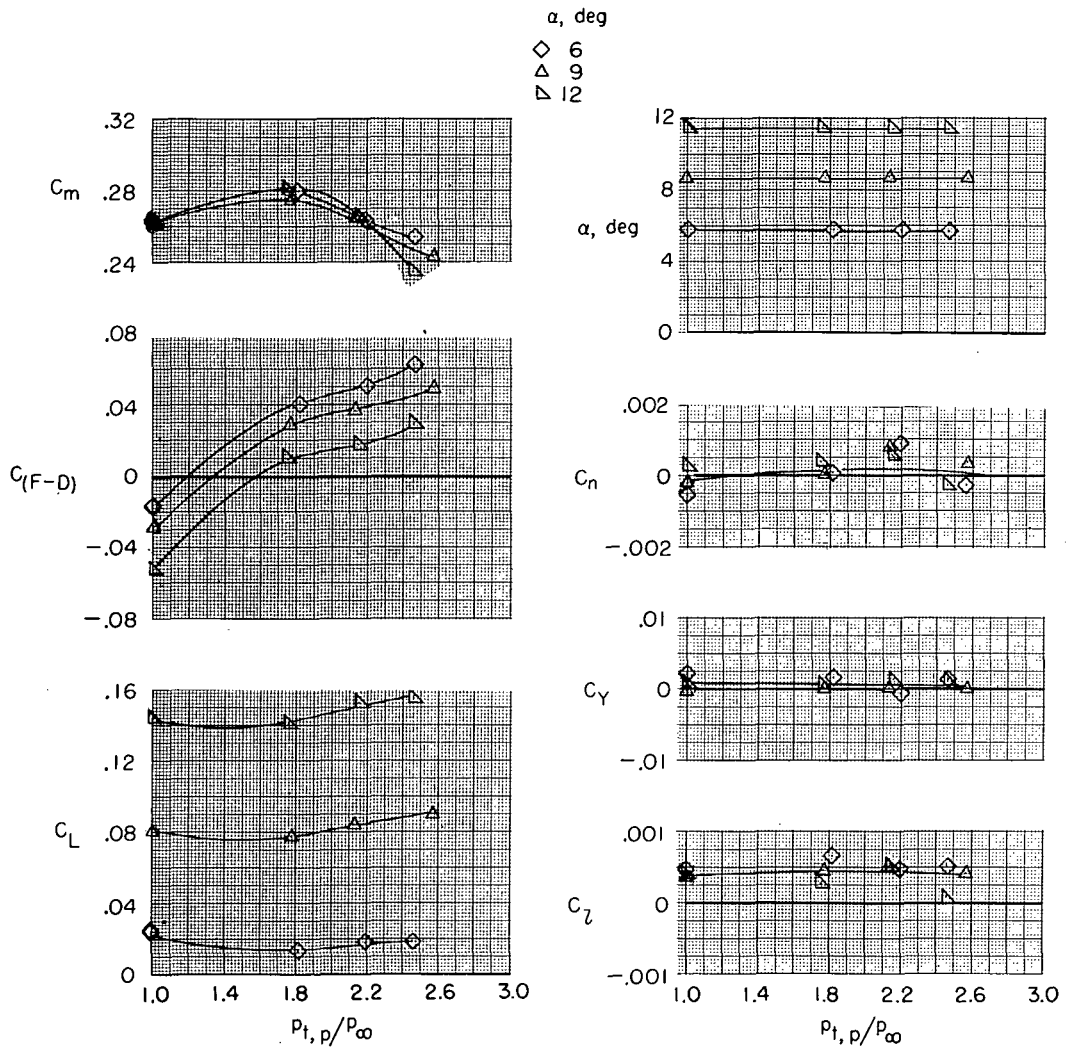 α, deg
6
9
12
.32
.28
.24
C_m
.08
.04
0
-.04
-.08
C_(F-D)
.16
.12
.08
.04
0
C_L
1.0 1.4 1.8 2.2 2.6 3.0
p_t,p/p_∞
12
8
4
0
α, deg
.002
0
-.002
C_n
.01
0
-.01
C_Y
.001
0
-.001
C_l
1.0 1.4 1.8 2.2 2.6 3.0
p_t,p/p_∞